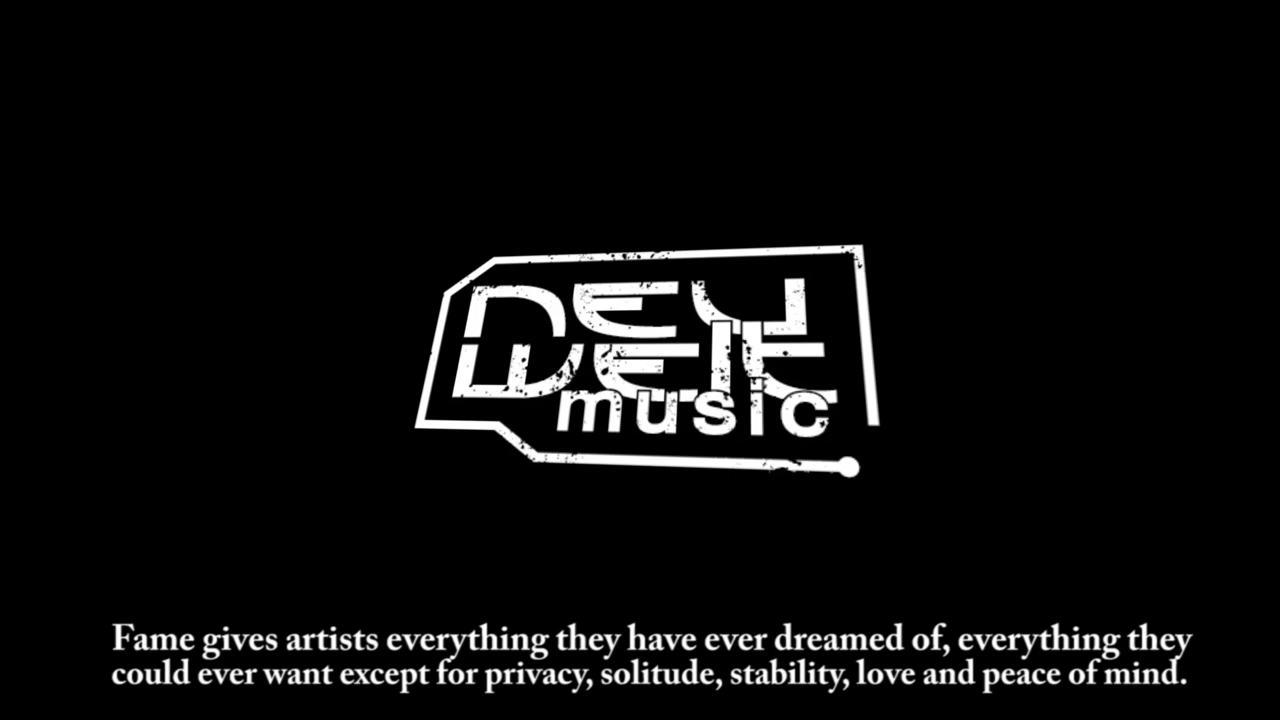 music
Fame gives artists everything they have ever dreamed of, everything they
could ever want except for privacy, solitude, stability, love and peace of mind.